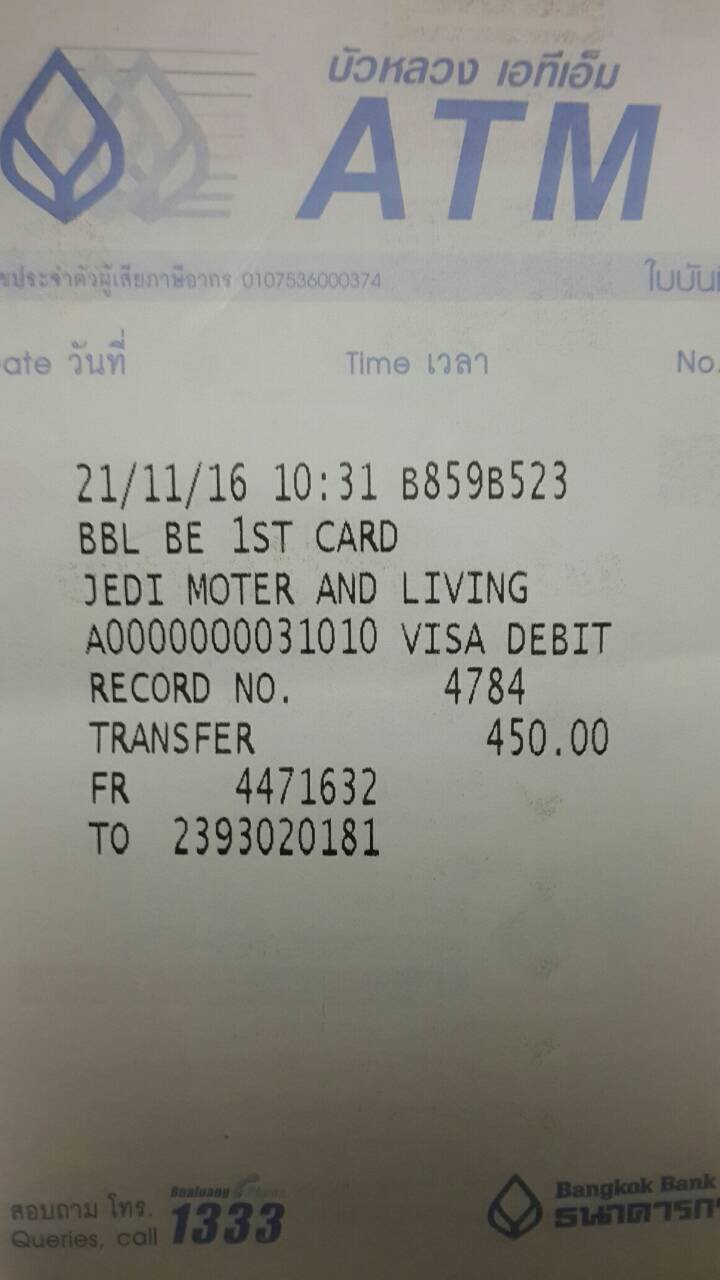 บัวหลวง เอทีเอ็ม
ATM
ขประจำตัวผู้เสียภาษีอากร 0107536000374 ใบบันท
ate วันที่ Time เวลา No.
21/11/16 10:31 B859B523
BBL BE 1ST CARD
JEDI MOTER AND LIVING
A0000000031010 VISA DEBIT
RECORD NO. 4784
TRANSFER 450.00
FR 4471632
TO 2393020181
สอบถาม โทร. Bualuang
Queries, call 1333
Bangkok Bank
ธนาคารก